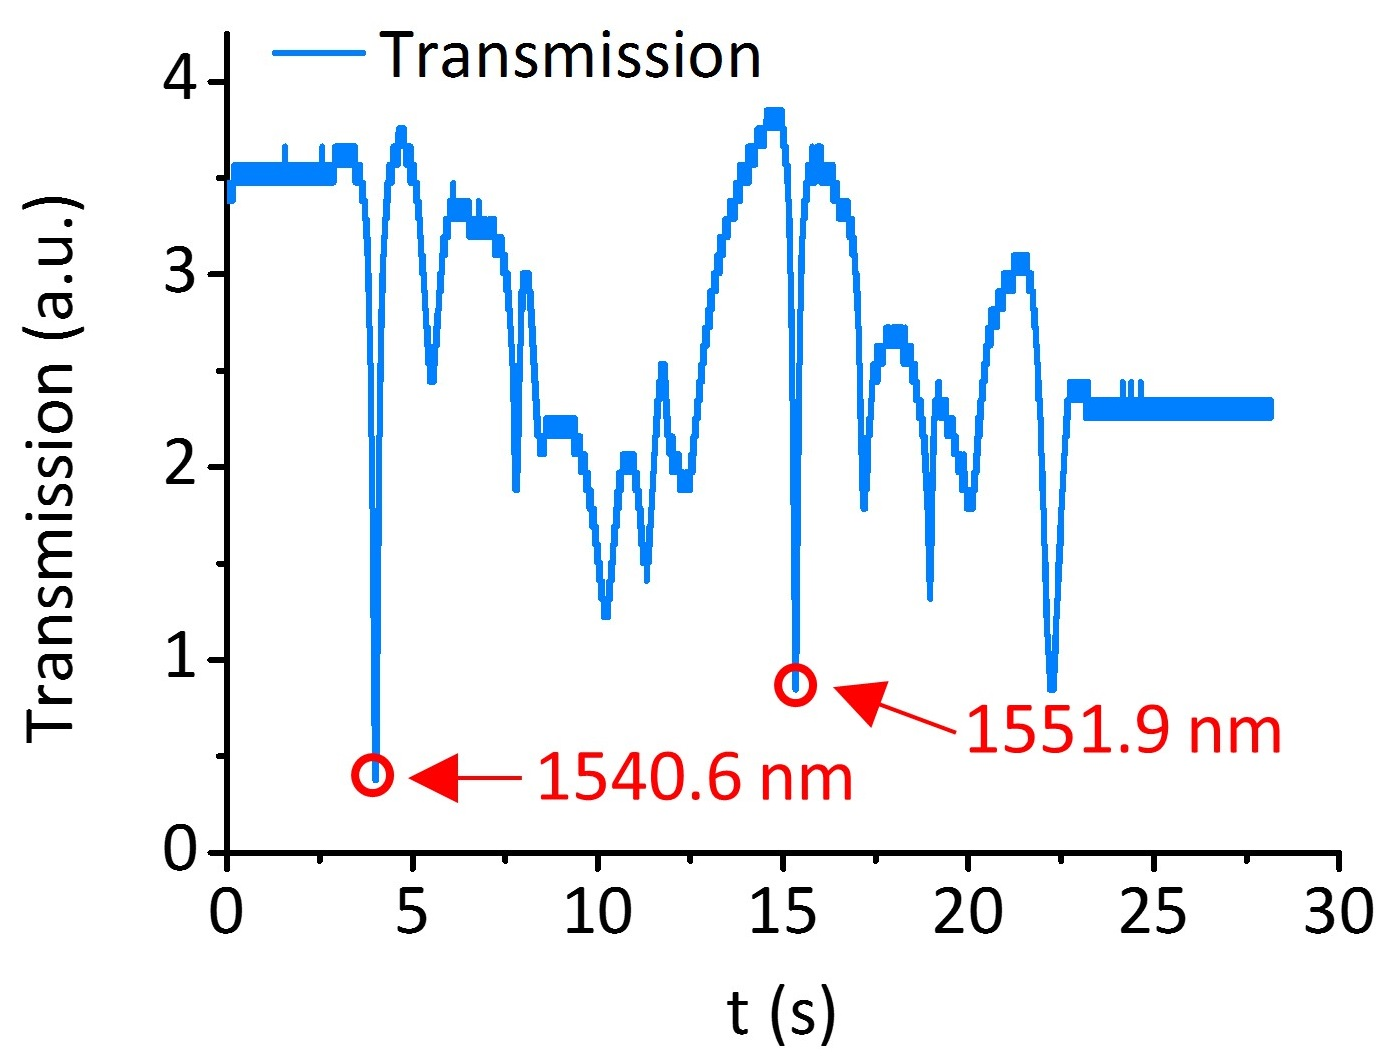 Transmission
4
3
2
1
0
Transmission (a.u.)
1551.9 nm
1540.6 nm
0 5 10 15 20 25 30
t (s)